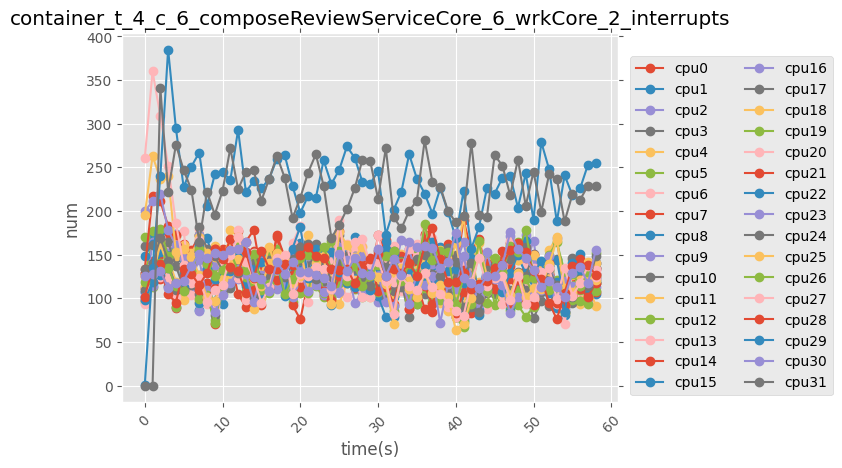 container_t_4_c_6_composeReviewServiceCore_6_wrkCore_2_interrupts
400
350
300
250
200
150
100
50
0
num
0
10
20
30
40
50
60
time(s)
cpu0
cpu1
cpu2
cpu3
cpu4
cpu5
cpu6
cpu7
cpu8
cpu9
cpu10
cpu11
cpu12
cpu13
cpu14
cpu15
cpu16
cpu17
cpu18
cpu19
cpu20
cpu21
cpu22
cpu23
cpu24
cpu25
cpu26
cpu27
cpu28
cpu29
cpu30
cpu31